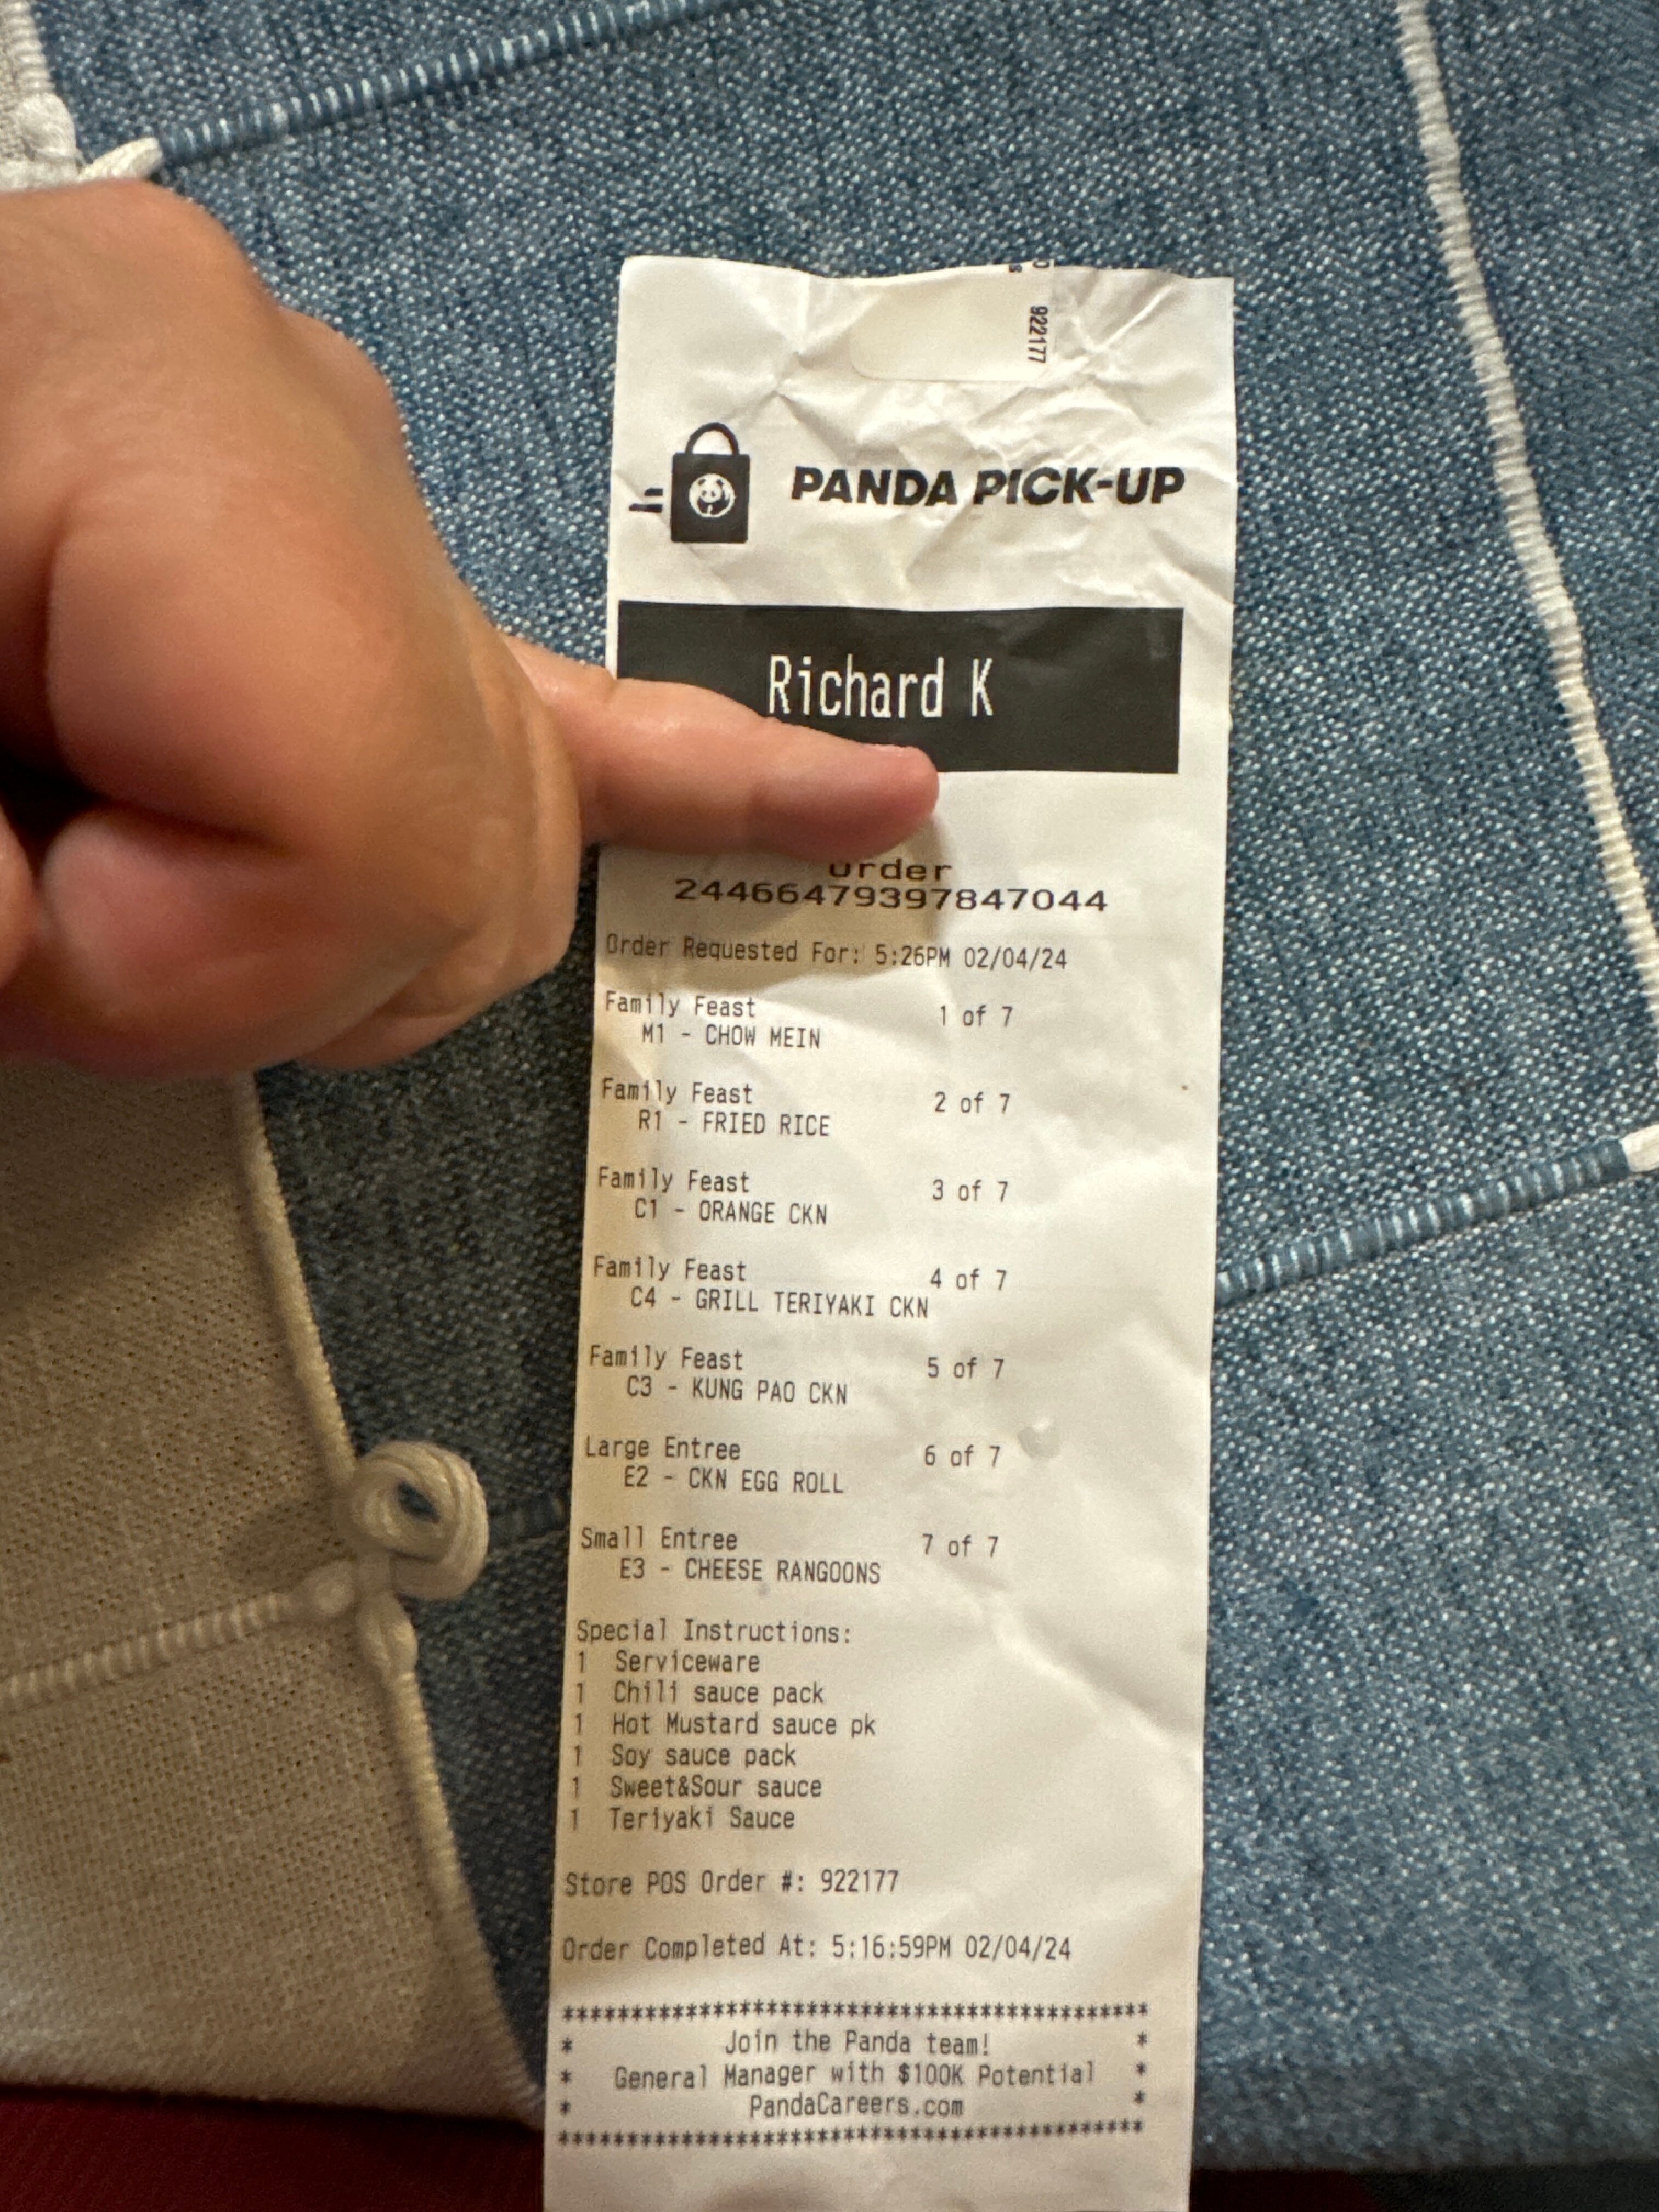 922177
PANDA PICK-UP
Richard K
Order
24466479397847044
Order Requested For: 5:26PM 02/04/24
Family Feast 1 of 7
M1 - CHOW MEIN
Family Feast 2 of 7
R1 - FRIED RICE
Family Feast 3 of 7
C1 - ORANGE CKN
Family Feast 4 of 7
C4 - GRILL TERIYAKI CKN
Family Feast 5 of 7
C3 - KUNG PAO CKN
Large Entree 6 of 7
E2 - CKN EGG ROLL
Small Entree 7 of 7
E3 - CHEESE RANGOONS
Special Instructions:
1 Serviceware
1 Chili sauce pack
1 Hot Mustard sauce pk
1 Soy sauce pack
1 Sweet&Sour sauce
1 Teriyaki Sauce
Store POS Order #: 922177
Order Completed At: 5:16:59PM 02/04/24
*********************************************
* Join the Panda team! *
* General Manager with $100K Potential *
* PandaCareers.com *
*********************************************